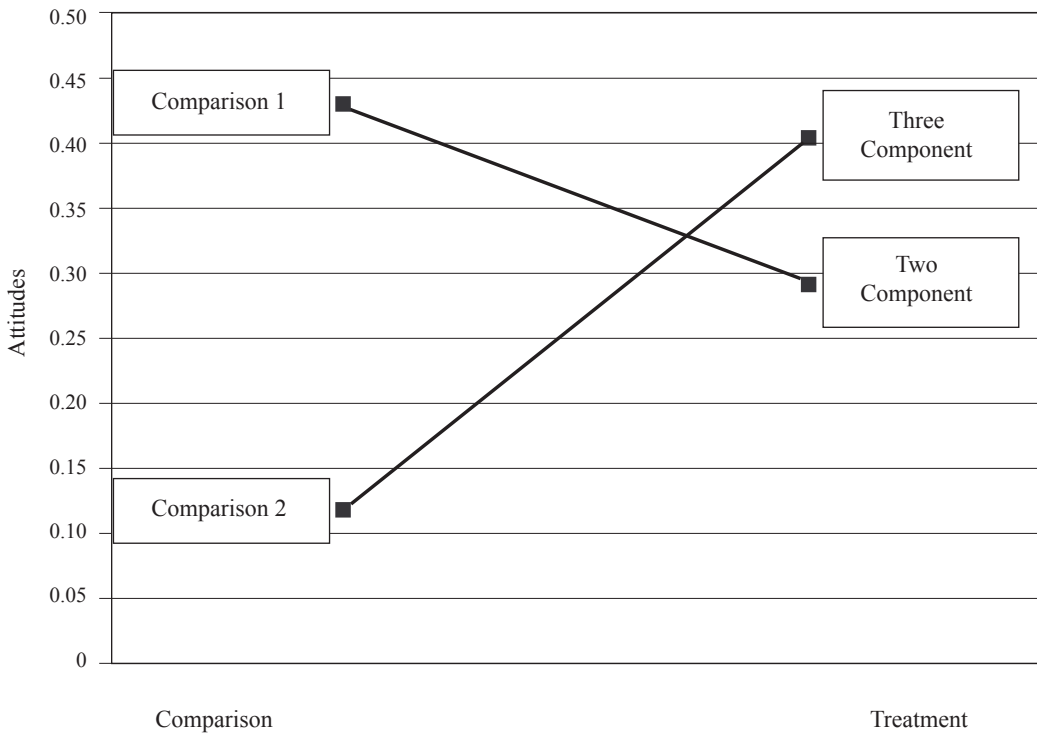 0.50
0.45
0.40
0.35
0.30
0.25
0.20
0.15
0.10
0.05
0
Attitudes
Comparison 1
Comparison 2
Three
Component
Two
Component
Comparison
Treatment